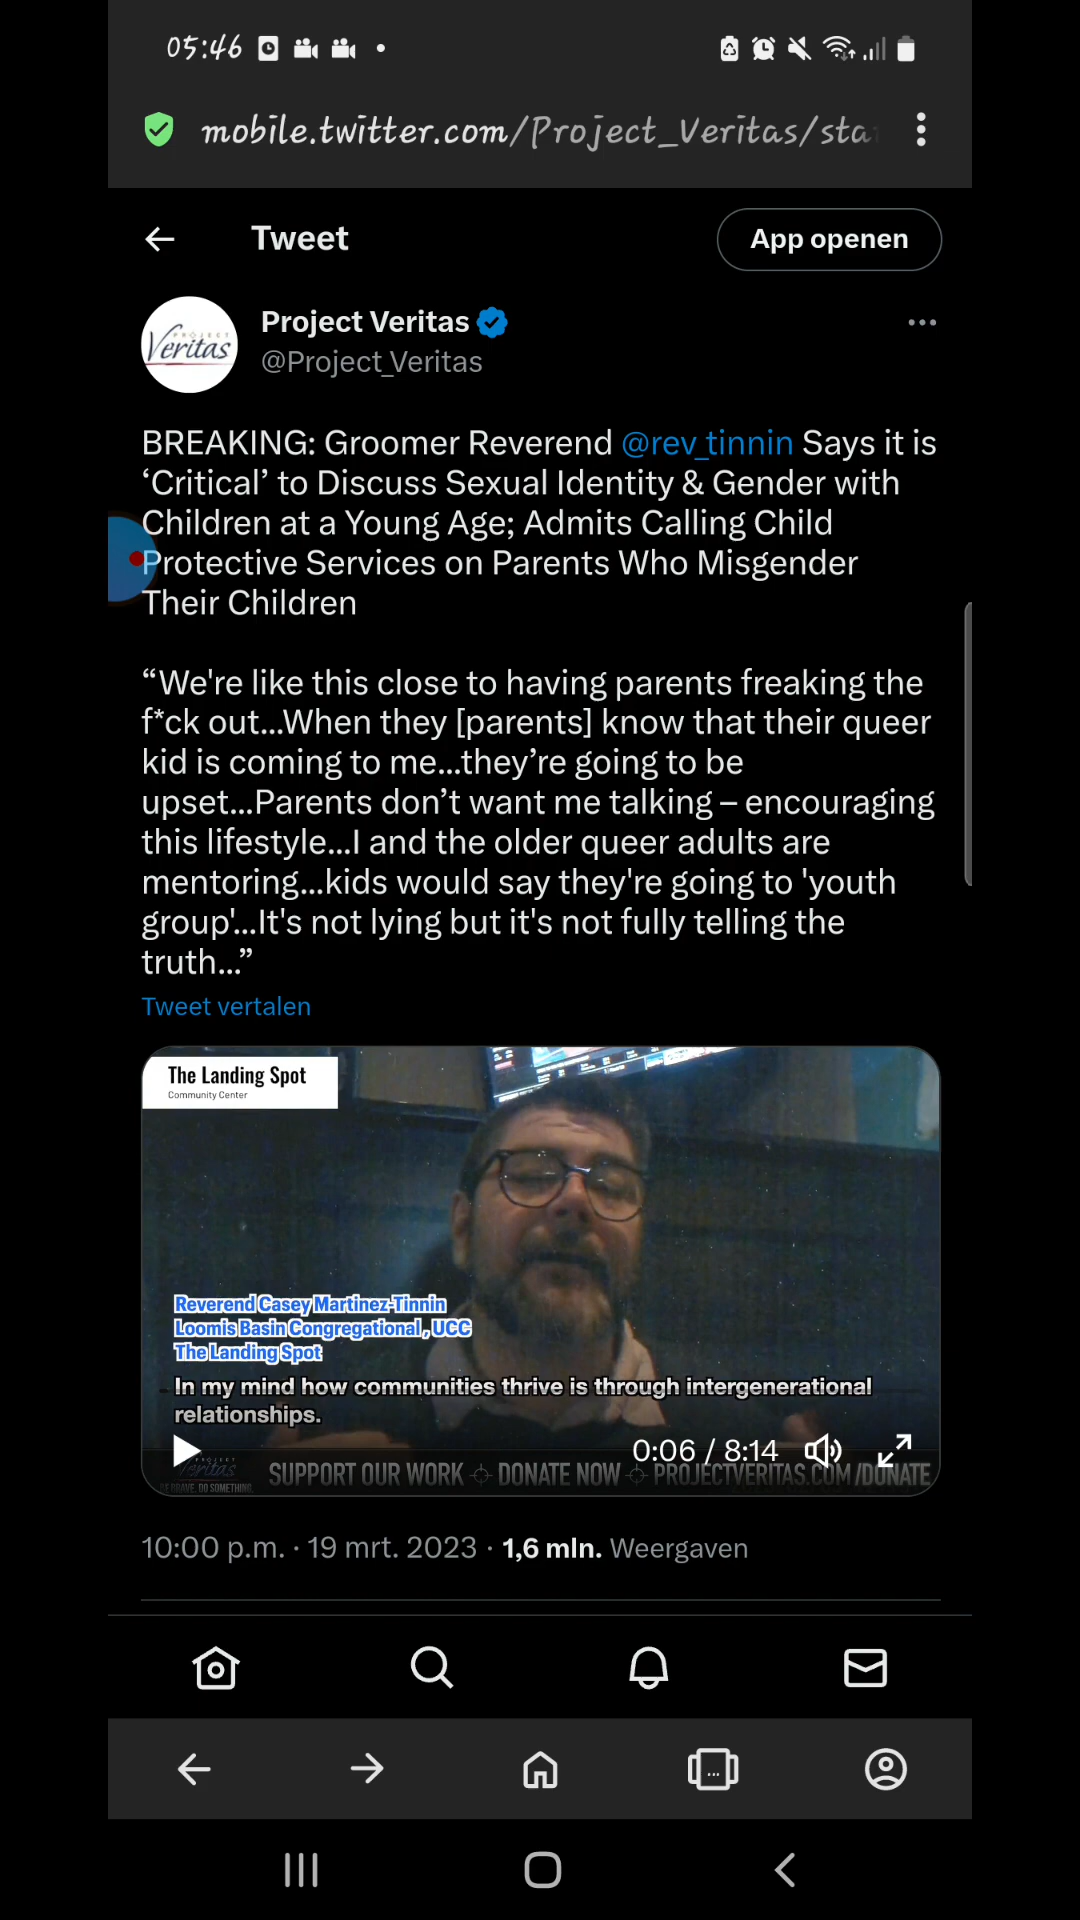 05:46
mobile.twitter.com/Project_Veritas/sta
Tweet
App openen
PROJECT
Veritas
Project Veritas
@Project_Veritas
BREAKING: Groomer Reverend @rev_tinnin Says it is
‘Critical’ to Discuss Sexual Identity & Gender with
Children at a Young Age; Admits Calling Child
Protective Services on Parents Who Misgender
Their Children
“We're like this close to having parents freaking the
f*ck out...When they [parents] know that their queer
kid is coming to me...they’re going to be
upset...Parents don’t want me talking – encouraging
this lifestyle...I and the older queer adults are
mentoring...kids would say they're going to 'youth
group'...It's not lying but it's not fully telling the
truth...”
Tweet vertalen
The Landing Spot
Community Center
Reverend Casey Martinez-Tinnin
Loomis Basin Congregational, UCC
The Landing Spot
In my mind how communities thrive is through intergenerational
relationships.
0:06 / 8:14
PROJECT
Veritas
BE BRAVE. DO SOMETHING.
SUPPORT OUR WORK DONATE NOW PROJECTVERITAS.COM/DONATE
10:00 p.m. · 19 mrt. 2023 · 1,6 mln. Weergaven